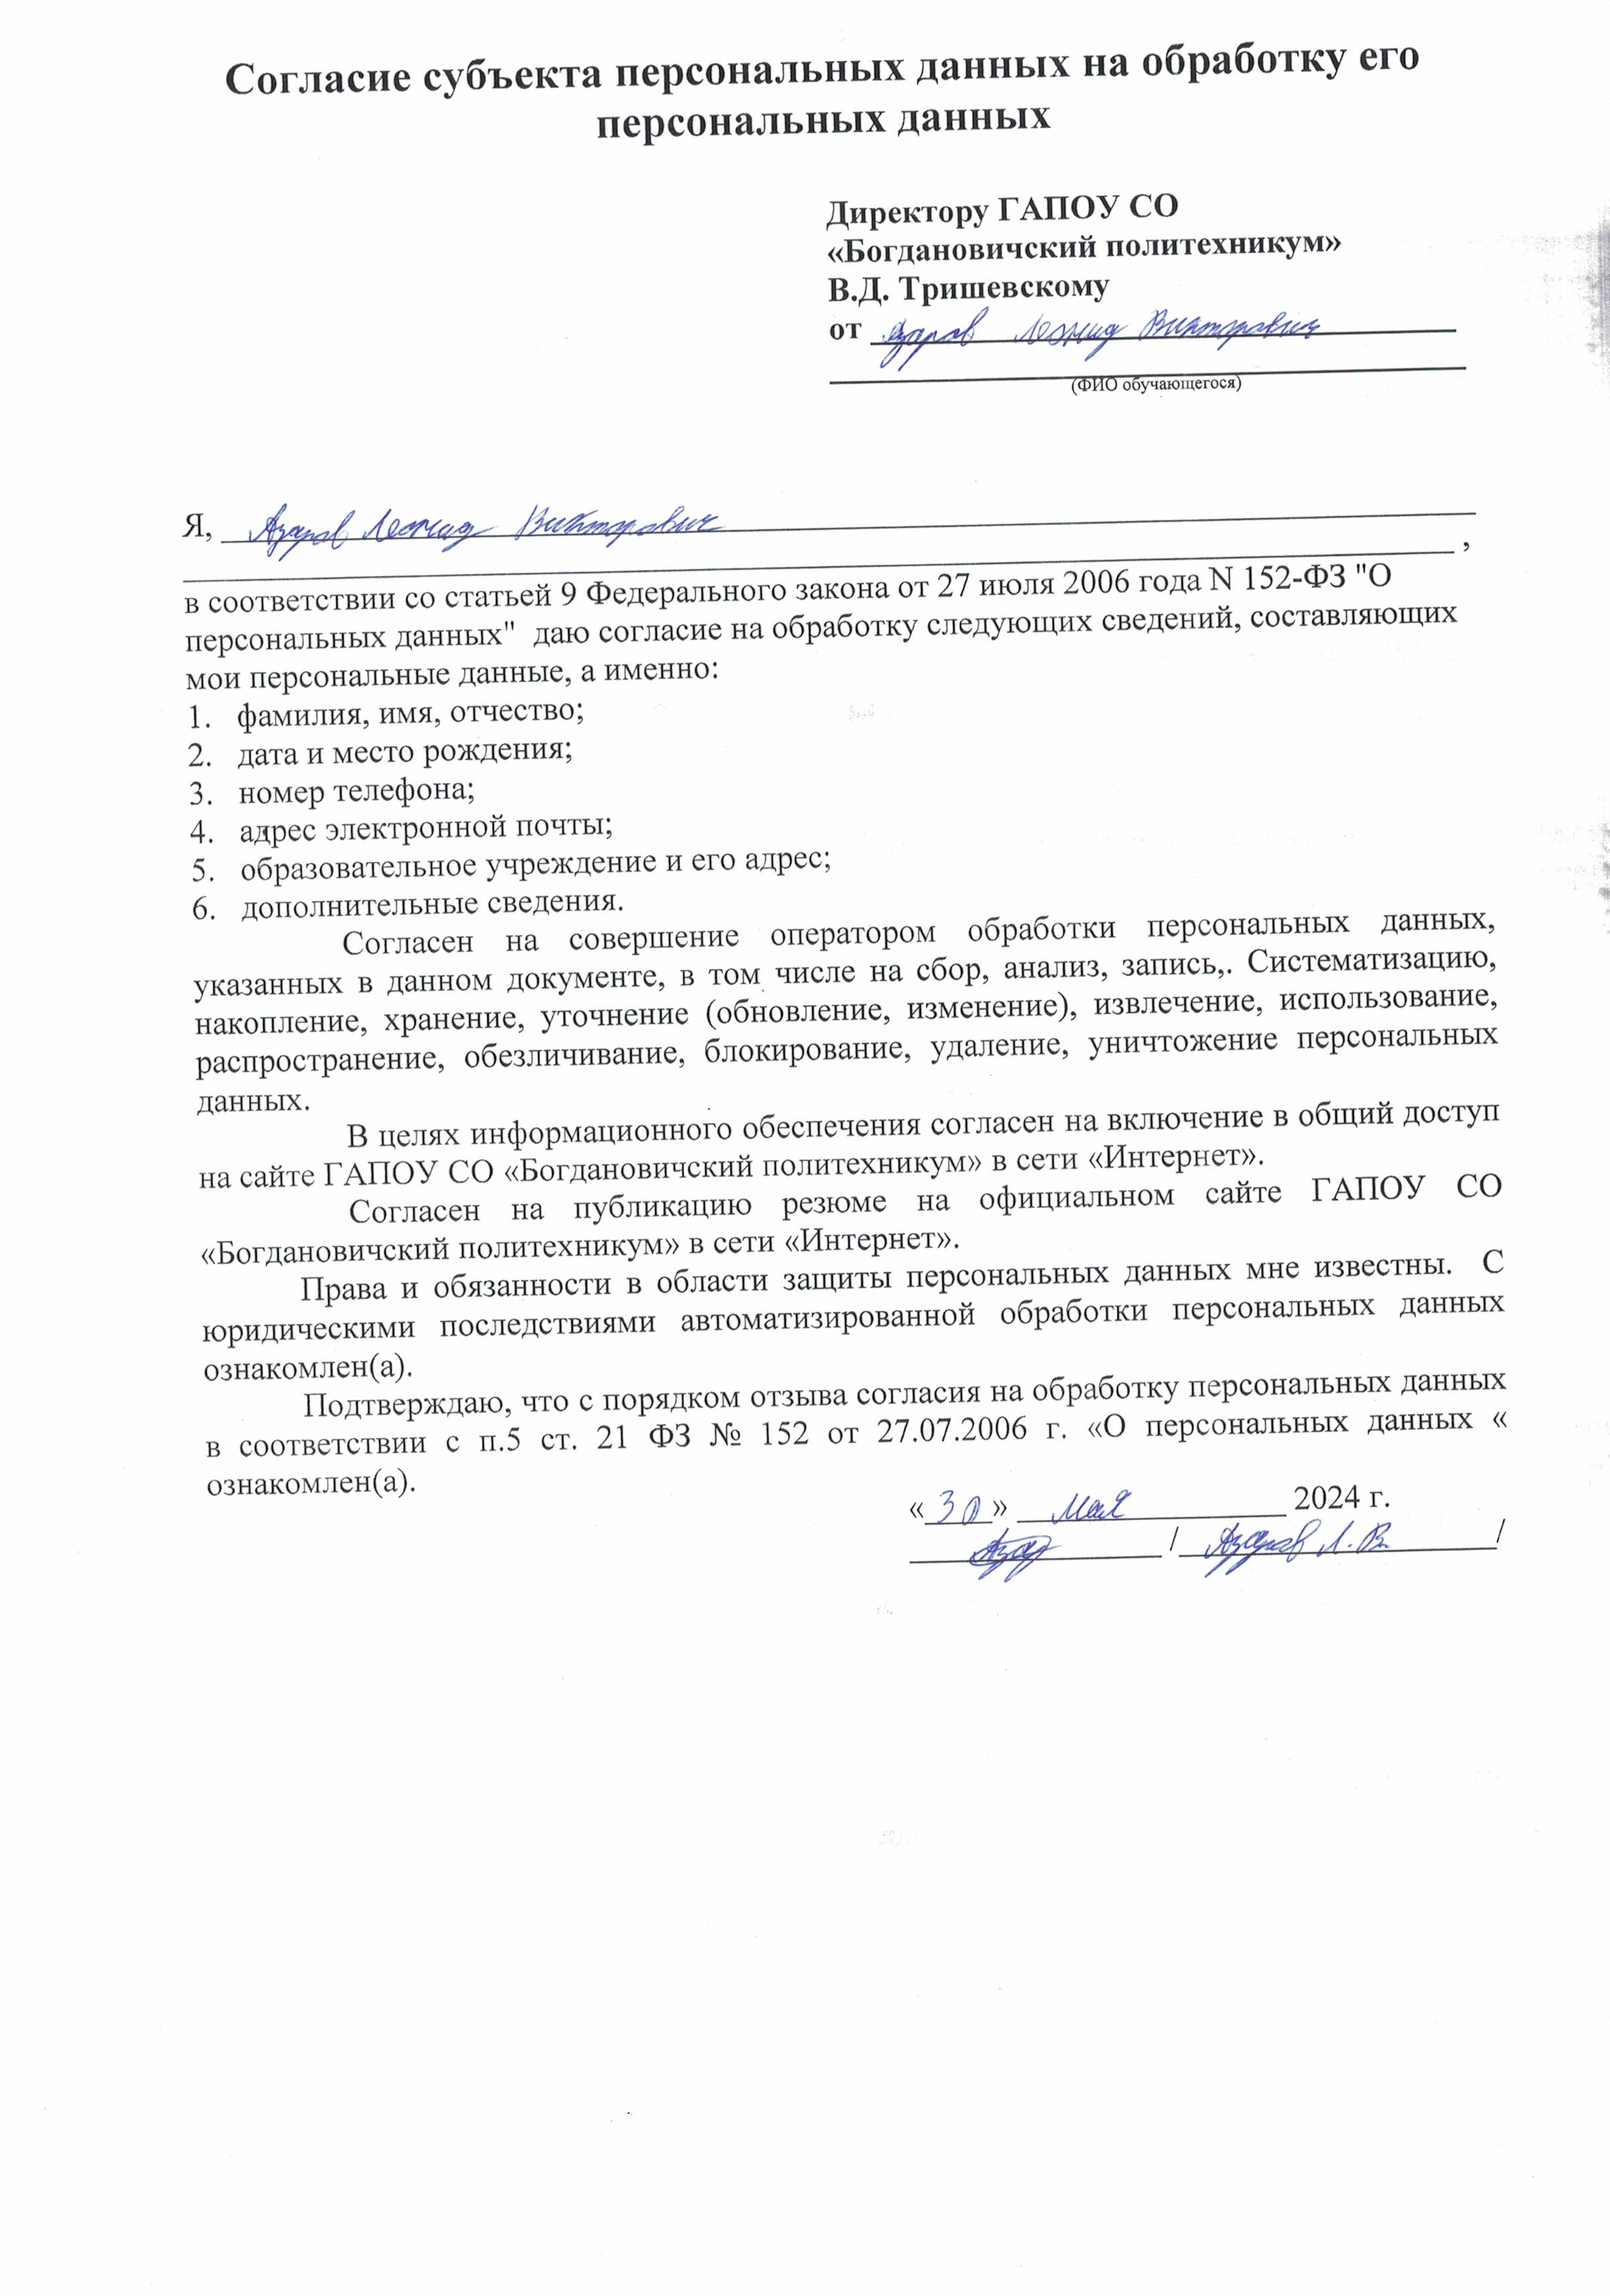 Согласие субъекта персональных данных на обработку его
персональных данных
Директору ГАПОУ СО
«Богдановичский политехникум»
В.Д. Тришевскому
от Азаров Леонид Викторович
(ФИО обучающегося)
Я, Азаров Леонид Викторович
,
в соответствии со статьей 9 Федерального закона от 27 июля 2006 года N 152-ФЗ "О
персональных данных" даю согласие на обработку следующих сведений, составляющих
мои персональные данные, а именно:
1. фамилия, имя, отчество;
2. дата и место рождения;
3. номер телефона;
4. адрес электронной почты;
5. образовательное учреждение и его адрес;
6. дополнительные сведения.
Согласен на совершение оператором обработки персональных данных,
указанных в данном документе, в том числе на сбор, анализ, запись,. Систематизацию,
накопление, хранение, уточнение (обновление, изменение), извлечение, использование,
распространение, обезличивание, блокирование, удаление, уничтожение персональных
данных.
В целях информационного обеспечения согласен на включение в общий доступ
на сайте ГАПОУ СО «Богдановичский политехникум» в сети «Интернет».
Согласен на публикацию резюме на официальном сайте ГАПОУ СО
«Богдановичский политехникум» в сети «Интернет».
Права и обязанности в области защиты персональных данных мне известны. С
юридическими последствиями автоматизированной обработки персональных данных
ознакомлен(а).
Подтверждаю, что с порядком отзыва согласия на обработку персональных данных
в соответствии с п.5 ст. 21 ФЗ № 152 от 27.07.2006 г. «О персональных данных «
ознакомлен(а).
«30» мая 2024 г.
Азар / Азаров Л.В. /